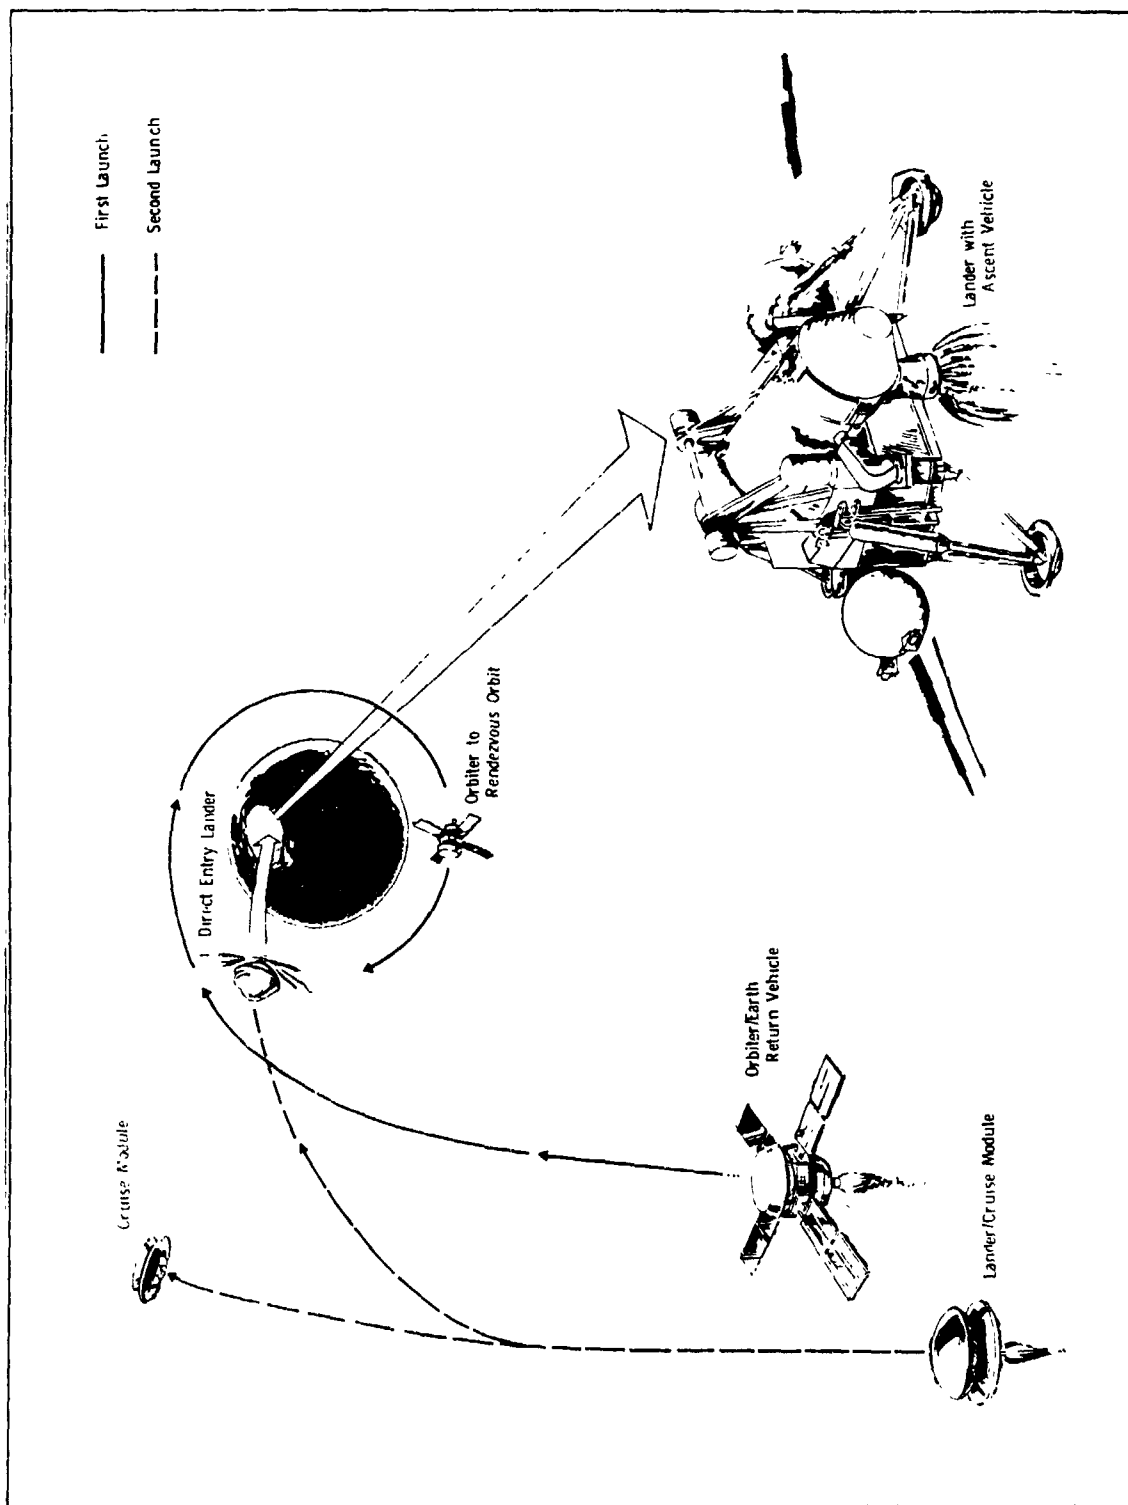 First Launch
Second Launch
Cruise Module
Direct Entry Lander
Orbiter to
Rendezvous Orbit
Orbiter/Earth
Return Vehicle
Lander/Cruise Module
Lander with
Ascent Vehicle